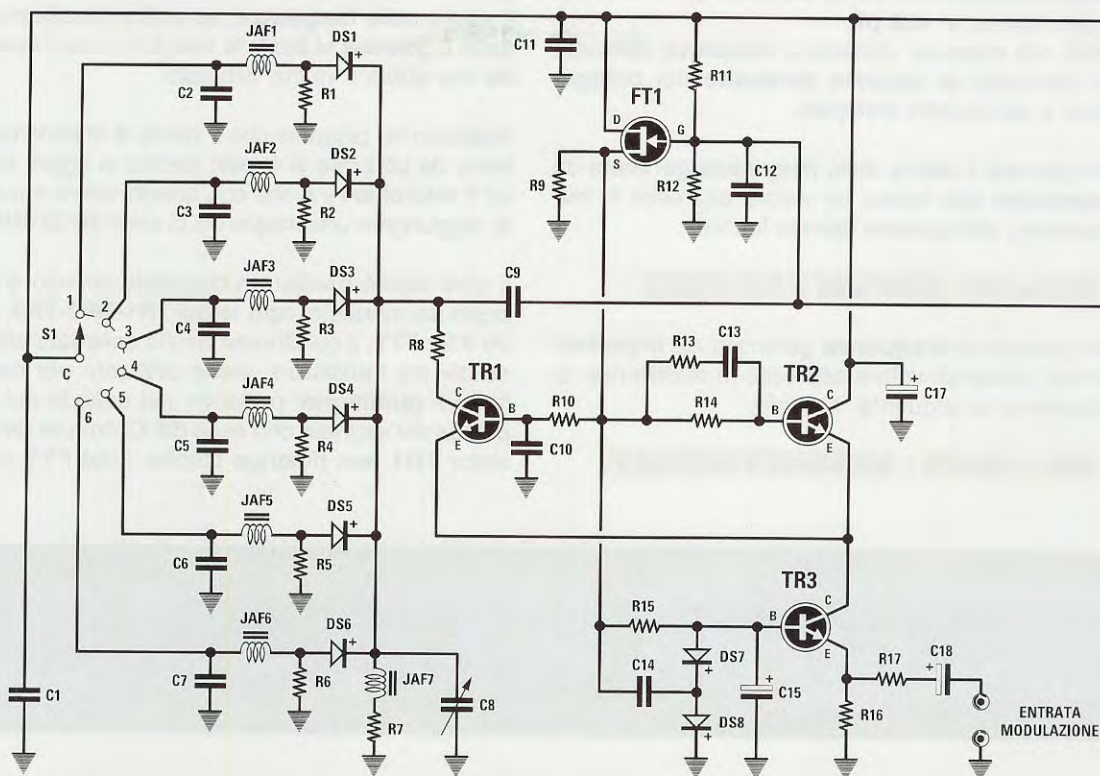 JAF1 DS1
C2 R1
C11 R11
FT1
D G S
JAF2 DS2
C3 R2
R9 R12 C12
JAF3 DS3
C4 R3
C9
S1 1 2 3 4 5 6 C
R8
R13 C13
JAF4 DS4
C5 R4
TR1 C B E
R10 C10
R14
TR2 B C E
C17
JAF5 DS5
C6 R5
TR3
R15 B C E
JAF6 DS6
C7 R6
JAF7
R7 C8
C1
C14 DS7 DS8
+ C15
R17 C18
R16
ENTRATA
MODULAZIONE